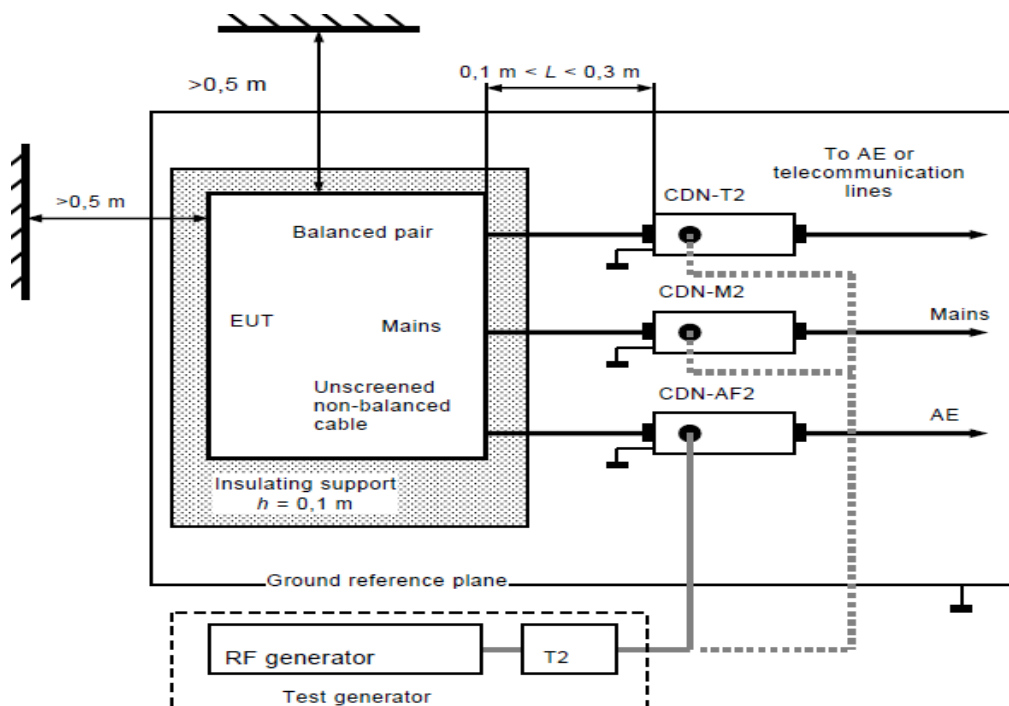 >0,5 m
0,1 m < L < 0,3 m
>0,5 m
To AE or
telecommunication
lines
CDN-T2
Balanced pair
CDN-M2
EUT
Mains
Mains
Unscreened
non-balanced
cable
CDN-AF2
AE
Insulating support
h = 0,1 m
Ground reference plane
RF generator
T2
Test generator